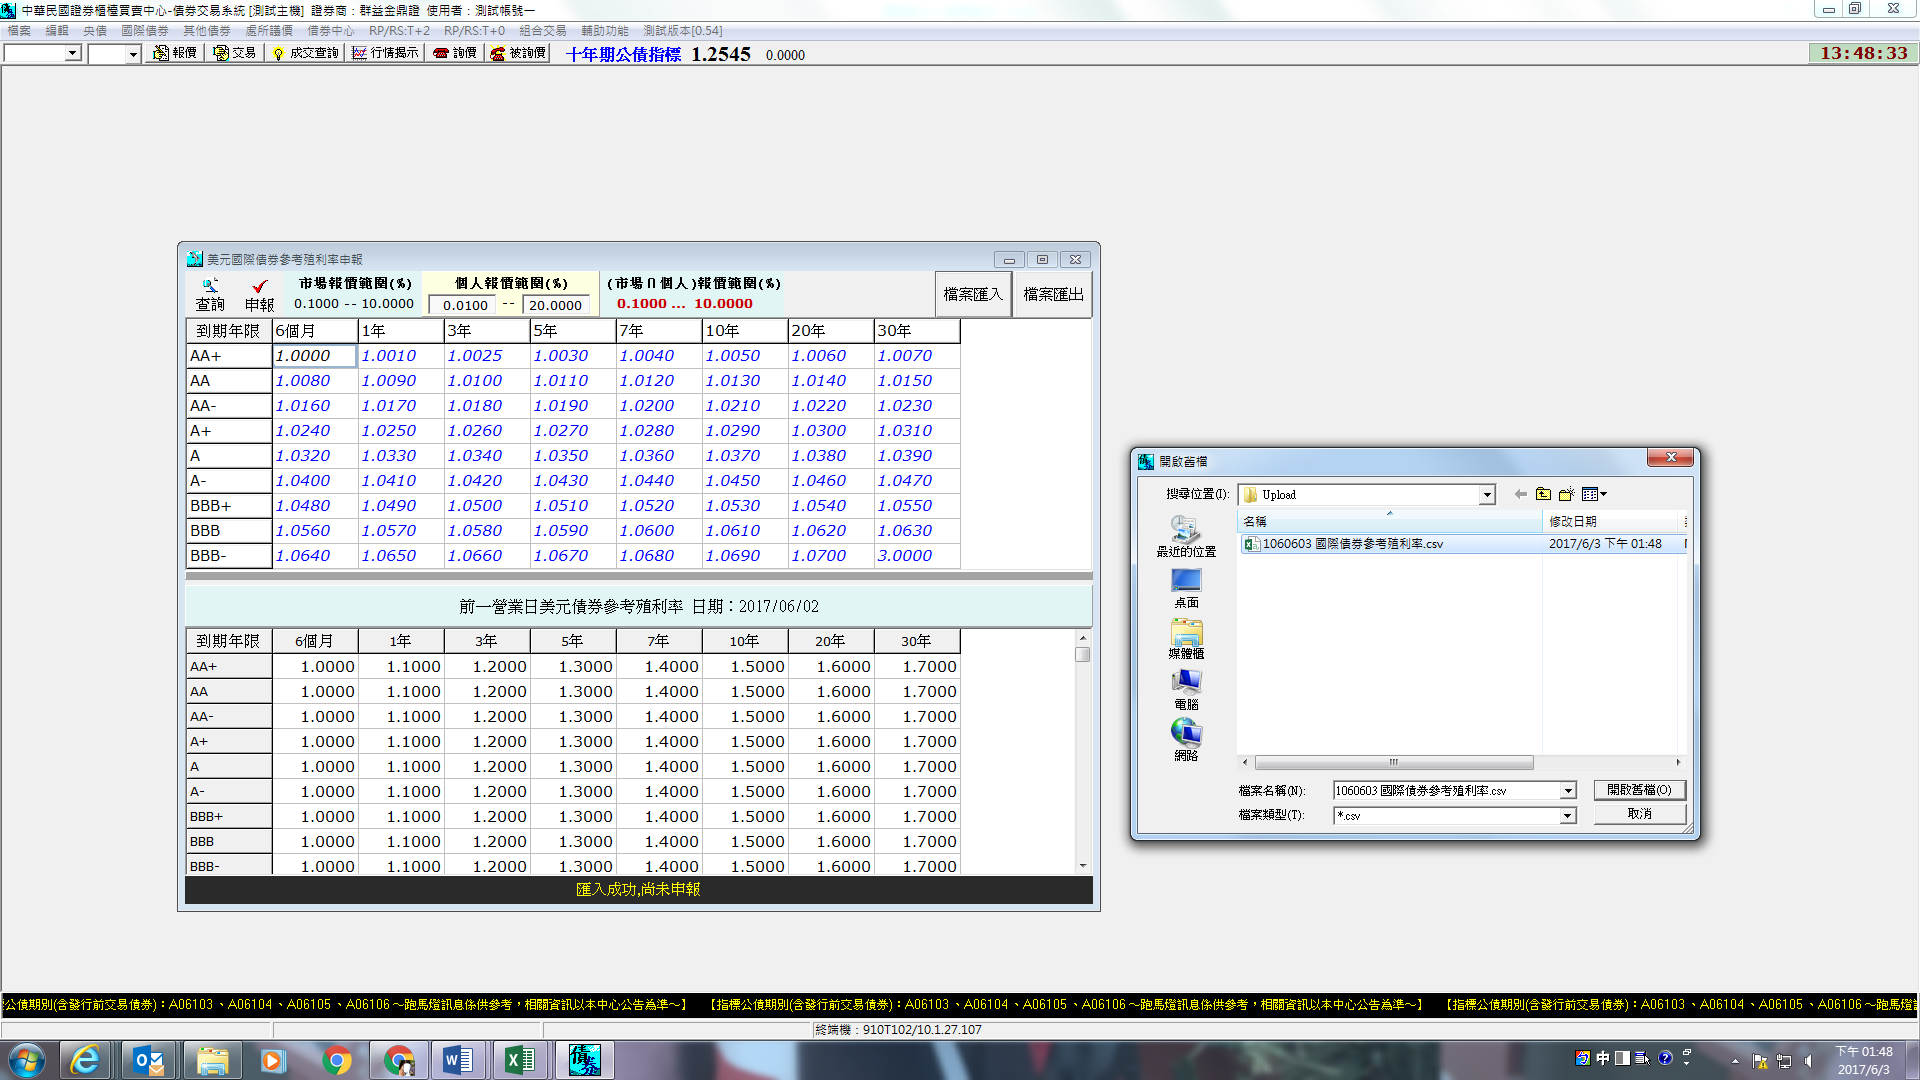 中華民國證券櫃檯買賣中心-債券交易系統 [測試主機] 證券商：群益金鼎證 使用者：測試帳號一
檔案 編輯 央債 國際債券 其他債券 處所議價 借券中心 RP/RS:T+2 RP/RS:T+0 組合交易 輔助功能 測試版本[0.54]
報價 交易 成交查詢 行情揭示 詢價 被詢價 十年期公債指標 1.2545 0.0000 13:48:33
美元國際債券參考殖利率申報
查詢 申報 市場報價範圍(%) 個人報價範圍(%) (市場∩個人)報價範圍(%) 檔案匯入 檔案匯出
0.1000 -- 10.0000 0.0100 -- 20.0000 0.1000 ... 10.0000
到期年限 6個月 1年 3年 5年 7年 10年 20年 30年
AA+ 1.0000 1.0010 1.0025 1.0030 1.0040 1.0050 1.0060 1.0070
AA 1.0080 1.0090 1.0100 1.0110 1.0120 1.0130 1.0140 1.0150
AA- 1.0160 1.0170 1.0180 1.0190 1.0200 1.0210 1.0220 1.0230
A+ 1.0240 1.0250 1.0260 1.0270 1.0280 1.0290 1.0300 1.0310
A 1.0320 1.0330 1.0340 1.0350 1.0360 1.0370 1.0380 1.0390
A- 1.0400 1.0410 1.0420 1.0430 1.0440 1.0450 1.0460 1.0470
BBB+ 1.0480 1.0490 1.0500 1.0510 1.0520 1.0530 1.0540 1.0550
BBB 1.0560 1.0570 1.0580 1.0590 1.0600 1.0610 1.0620 1.0630
BBB- 1.0640 1.0650 1.0660 1.0670 1.0680 1.0690 1.0700 3.0000
前一營業日美元債券參考殖利率 日期：2017/06/02
到期年限 6個月 1年 3年 5年 7年 10年 20年 30年
AA+ 1.0000 1.1000 1.2000 1.3000 1.4000 1.5000 1.6000 1.7000
AA 1.0000 1.1000 1.2000 1.3000 1.4000 1.5000 1.6000 1.7000
AA- 1.0000 1.1000 1.2000 1.3000 1.4000 1.5000 1.6000 1.7000
A+ 1.0000 1.1000 1.2000 1.3000 1.4000 1.5000 1.6000 1.7000
A 1.0000 1.1000 1.2000 1.3000 1.4000 1.5000 1.6000 1.7000
A- 1.0000 1.1000 1.2000 1.3000 1.4000 1.5000 1.6000 1.7000
BBB+ 1.0000 1.1000 1.2000 1.3000 1.4000 1.5000 1.6000 1.7000
BBB 1.0000 1.1000 1.2000 1.3000 1.4000 1.5000 1.6000 1.7000
BBB- 1.0000 1.1000 1.2000 1.3000 1.4000 1.5000 1.6000 1.7000
匯入成功,尚未申報
開啟舊檔
搜尋位置(I): Upload
名稱 修改日期
1060603 國際債券參考殖利率.csv 2017/6/3 下午 01:48
最近的位置
桌面
媒體櫃
電腦
網路
檔案名稱(N): 1060603 國際債券參考殖利率.csv 開啟舊檔(O)
檔案類型(T): *.csv 取消
公債期別(含發行前交易債券)：A06103、A06104、A06105、A06106～跑馬燈訊息係供參考，相關資訊以本中心公告為準～】 【指標公債期別(含發行前交易債券)：A06103、A06104、A06105、A06106～跑馬燈訊息係供參考，相關資訊以本中心公告為準～】 【指標公債期別(含發行前交易債券)：A06103、A06104、A06105、A06106～跑馬燈
終端機：910T102/10.1.27.107
債券
中
下午 01:48
2017/6/3